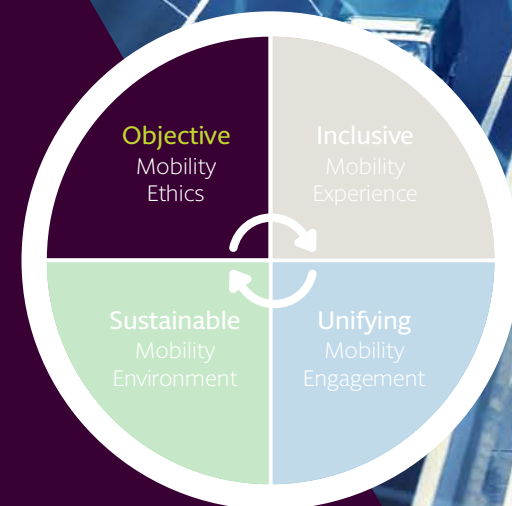 Objective
Mobility
Ethics
Inclusive
Mobility
Experience
Sustainable
Mobility
Environment
Unifying
Mobility
Engagement